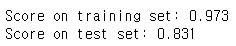 Score on training set: 0.973
Score on test set: 0.831